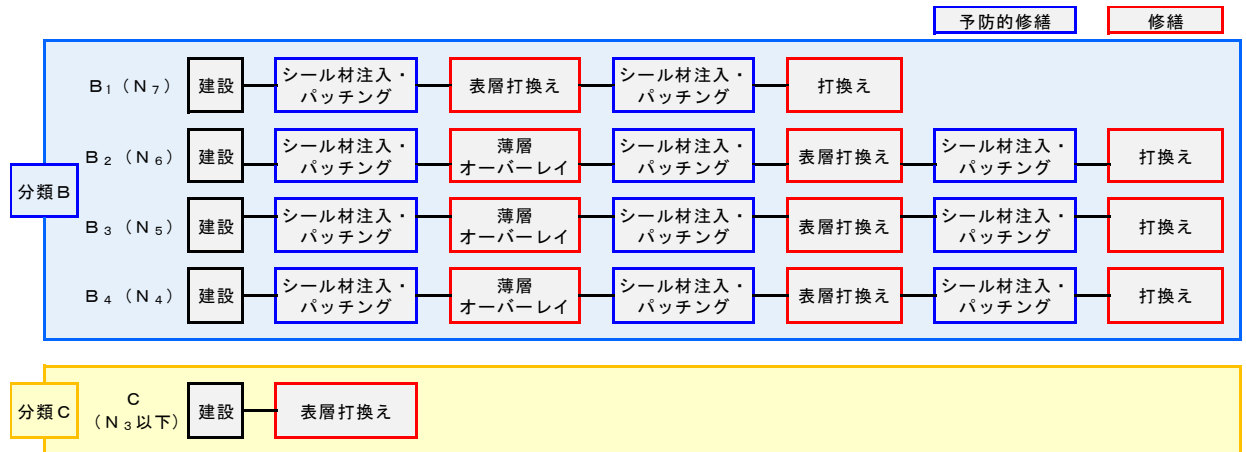 予防的修繕 修繕
B₁（N₇） 建設 シール材注入・パッチング 表層打換え シール材注入・パッチング 打換え
分類B
B₂（N₆） 建設 シール材注入・パッチング 薄層オーバーレイ シール材注入・パッチング 表層打換え シール材注入・パッチング 打換え
B₃（N₅） 建設 シール材注入・パッチング 薄層オーバーレイ シール材注入・パッチング 表層打換え シール材注入・パッチング 打換え
B₄（N₄） 建設 シール材注入・パッチング 薄層オーバーレイ シール材注入・パッチング 表層打換え シール材注入・パッチング 打換え
分類C
C（N₃以下） 建設 表層打換え